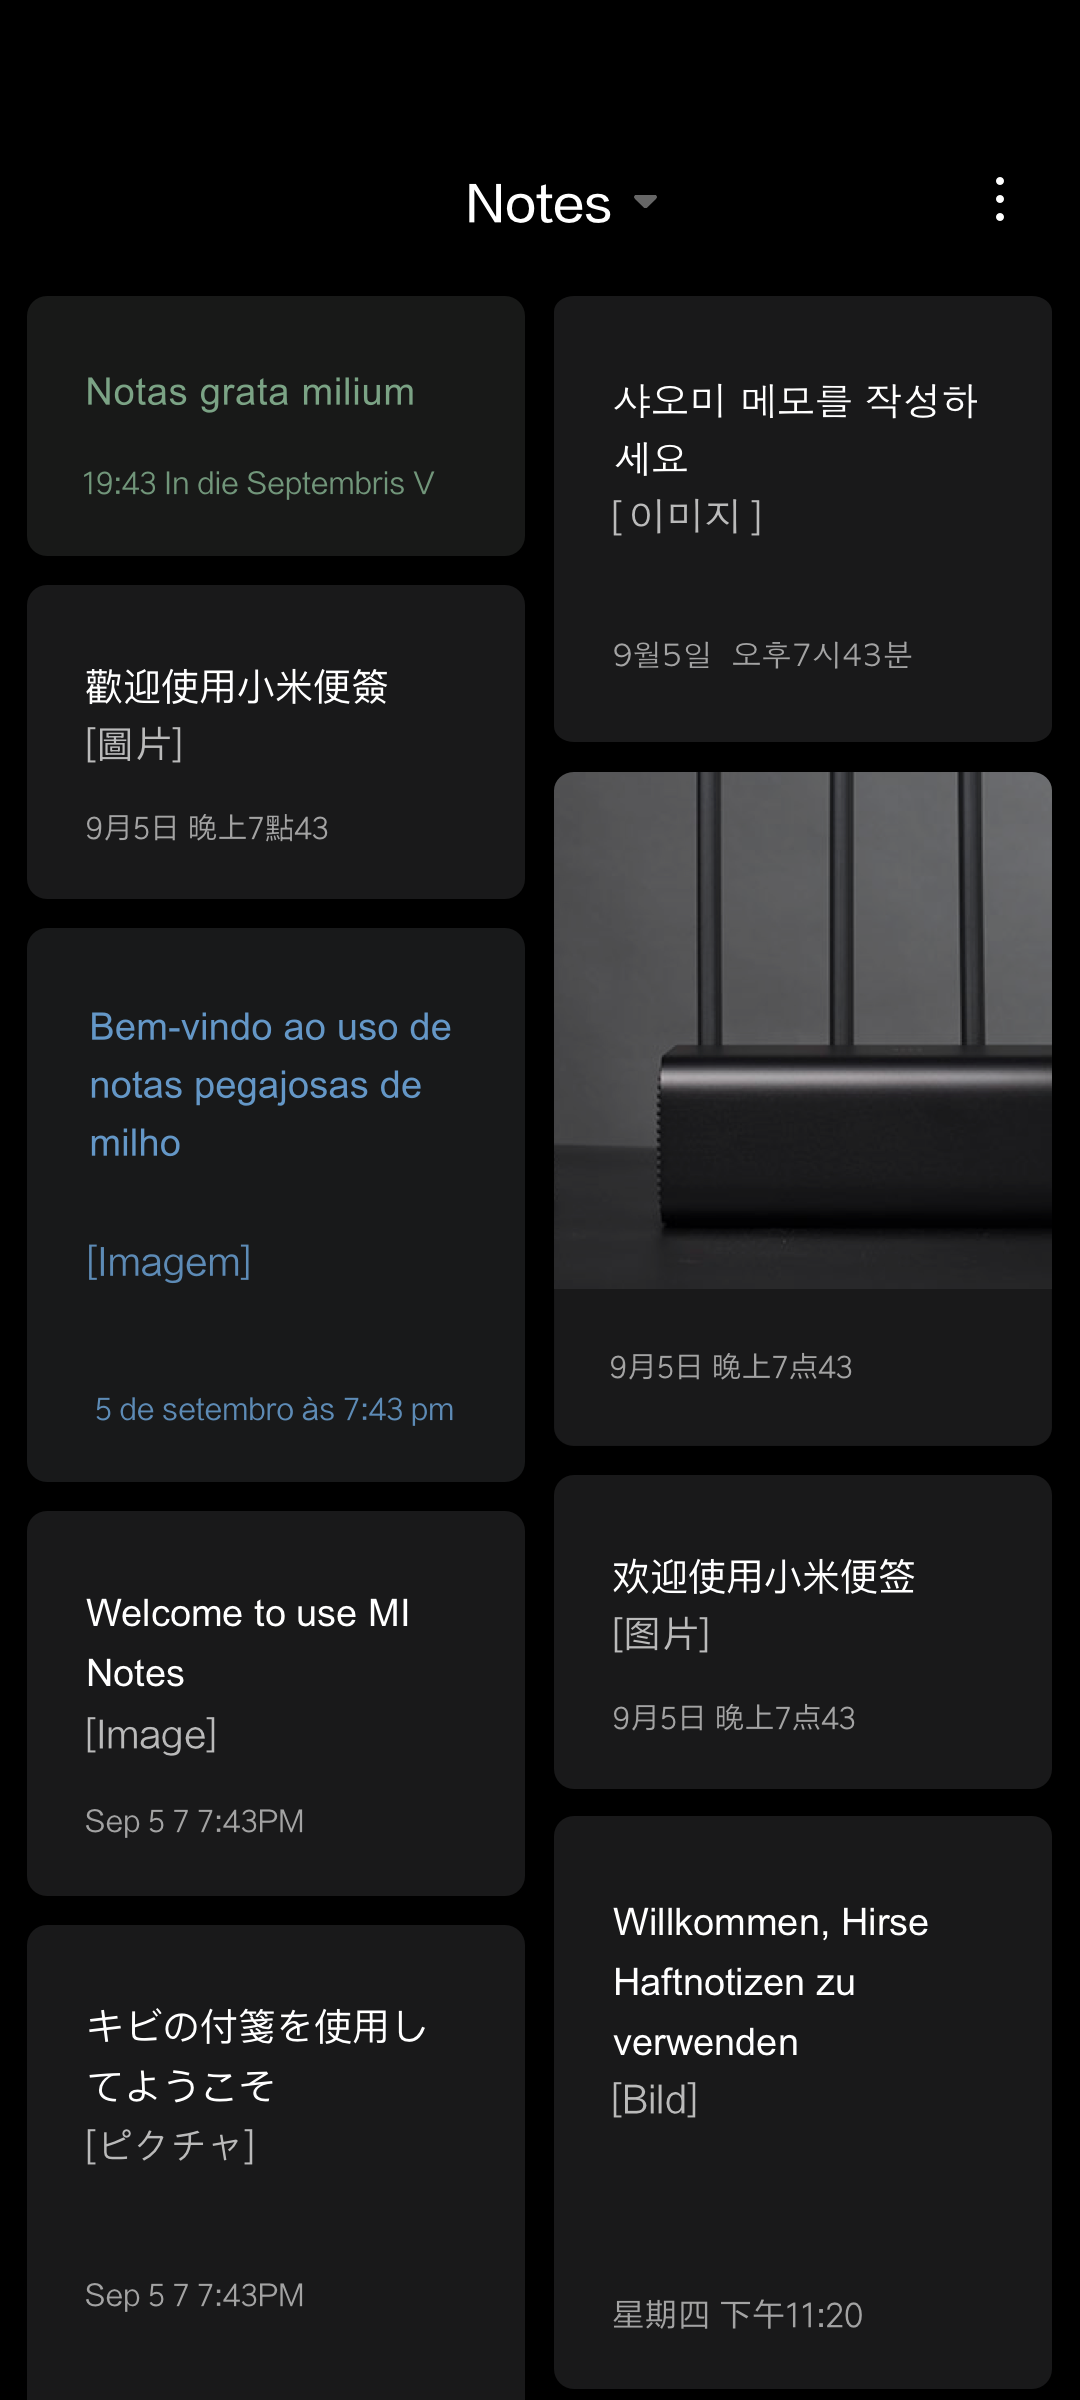 Notes
Notas grata milium
19:43 In die Septembris V
歡迎使用小米便簽
[圖片]
9月5日 晚上7點43
Bem-vindo ao uso de
notas pegajosas de
milho
[Imagem]
5 de setembro às 7:43 pm
Welcome to use MI
Notes
[Image]
Sep 5 7 7:43PM
キビの付箋を使用し
てようこそ
[ピクチャ]
Sep 5 7 7:43PM
샤오미 메모를 작성하
세요
[ 이미지 ]
9월5일 오후7시43분
9月5日 晚上7点43
欢迎使用小米便签
[图片]
9月5日 晚上7点43
Willkommen, Hirse
Haftnotizen zu
verwenden
[Bild]
星期四 下午11:20